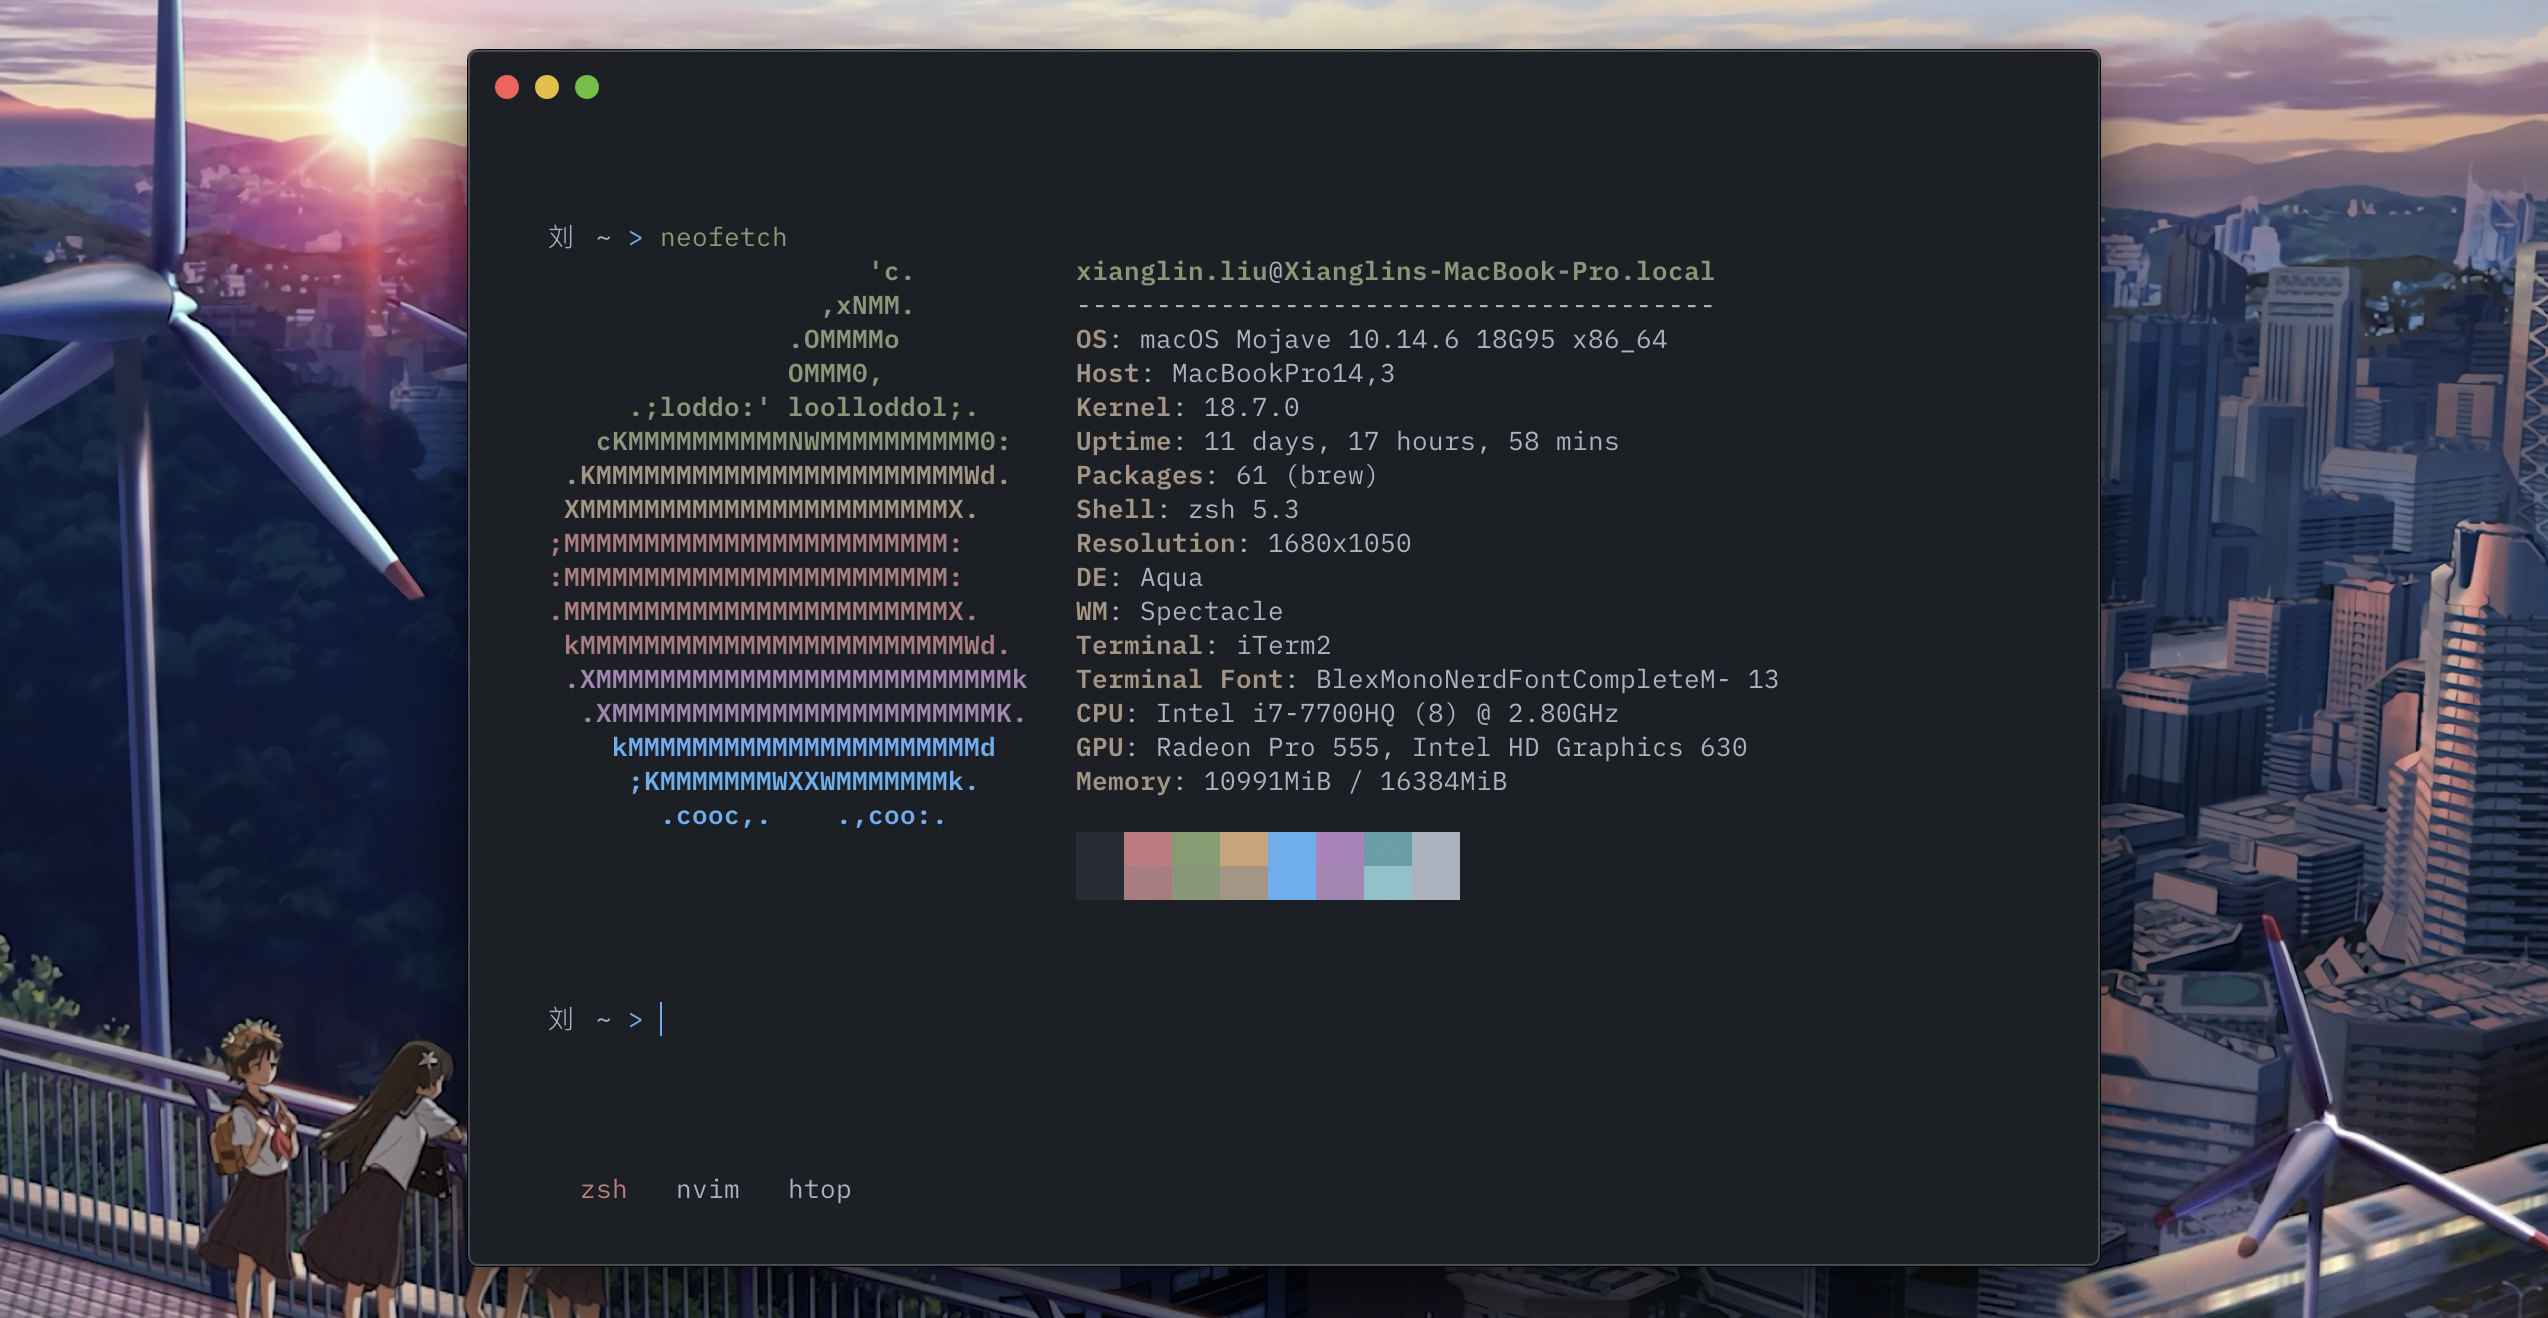 刘 ~ > neofetch
'c. xianglin.liu@Xianglins-MacBook-Pro.local
,xNMM. ----------------------------------------
.OMMMMo OS: macOS Mojave 10.14.6 18G95 x86_64
OMMM0, Host: MacBookPro14,3
.;loddo:' loolloddol;. Kernel: 18.7.0
cKMMMMMMMMMMNWMMMMMMMMMM0: Uptime: 11 days, 17 hours, 58 mins
.KMMMMMMMMMMMMMMMMMMMMMMMWd. Packages: 61 (brew)
XMMMMMMMMMMMMMMMMMMMMMMMX. Shell: zsh 5.3
;MMMMMMMMMMMMMMMMMMMMMMMM: Resolution: 1680x1050
:MMMMMMMMMMMMMMMMMMMMMMMM: DE: Aqua
.MMMMMMMMMMMMMMMMMMMMMMMMX. WM: Spectacle
kMMMMMMMMMMMMMMMMMMMMMMMMWd. Terminal: iTerm2
.XMMMMMMMMMMMMMMMMMMMMMMMMMMk Terminal Font: BlexMonoNerdFontCompleteM- 13
.XMMMMMMMMMMMMMMMMMMMMMMMMK. CPU: Intel i7-7700HQ (8) @ 2.80GHz
kMMMMMMMMMMMMMMMMMMMMMMd GPU: Radeon Pro 555, Intel HD Graphics 630
;KMMMMMMMWXXWMMMMMMMk. Memory: 10991MiB / 16384MiB
.cooc,. .,coo:.
刘 ~ >
zsh nvim htop